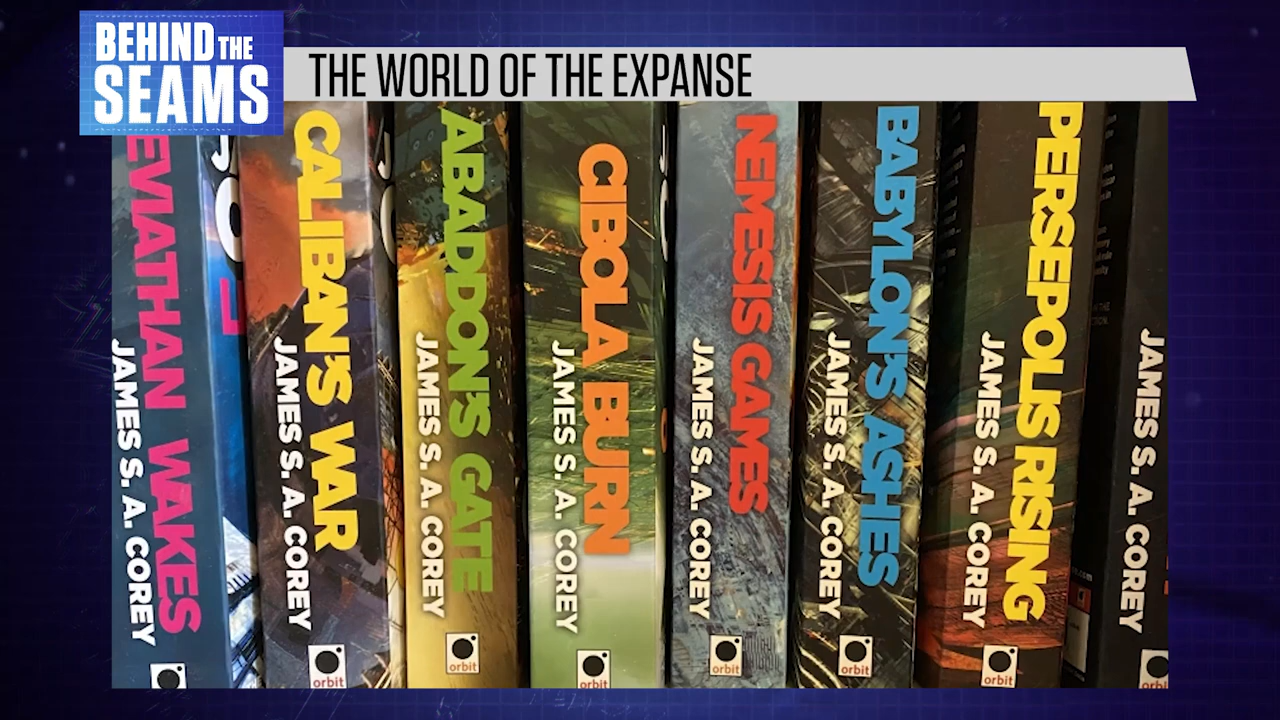 BEHIND THE
SEAMS
THE WORLD OF THE EXPANSE
EVIATHAN WAKES
JAMES S. A. COREY
CALIBAN'S WAR
JAMES S. A. COREY
orbit
ABADDON'S GATE
JAMES S. A. COREY
orbit
CIBOLA BURN
JAMES S. A. COREY
orbit
NEMESIS GAMES
JAMES S. A. COREY
orbit
BABYLON'S ASHES
JAMES S. A. COREY
orbit
PERSEPOLIS RISING
JAMES S. A. COREY
orbit
JAMES S. A. COREY
orbit